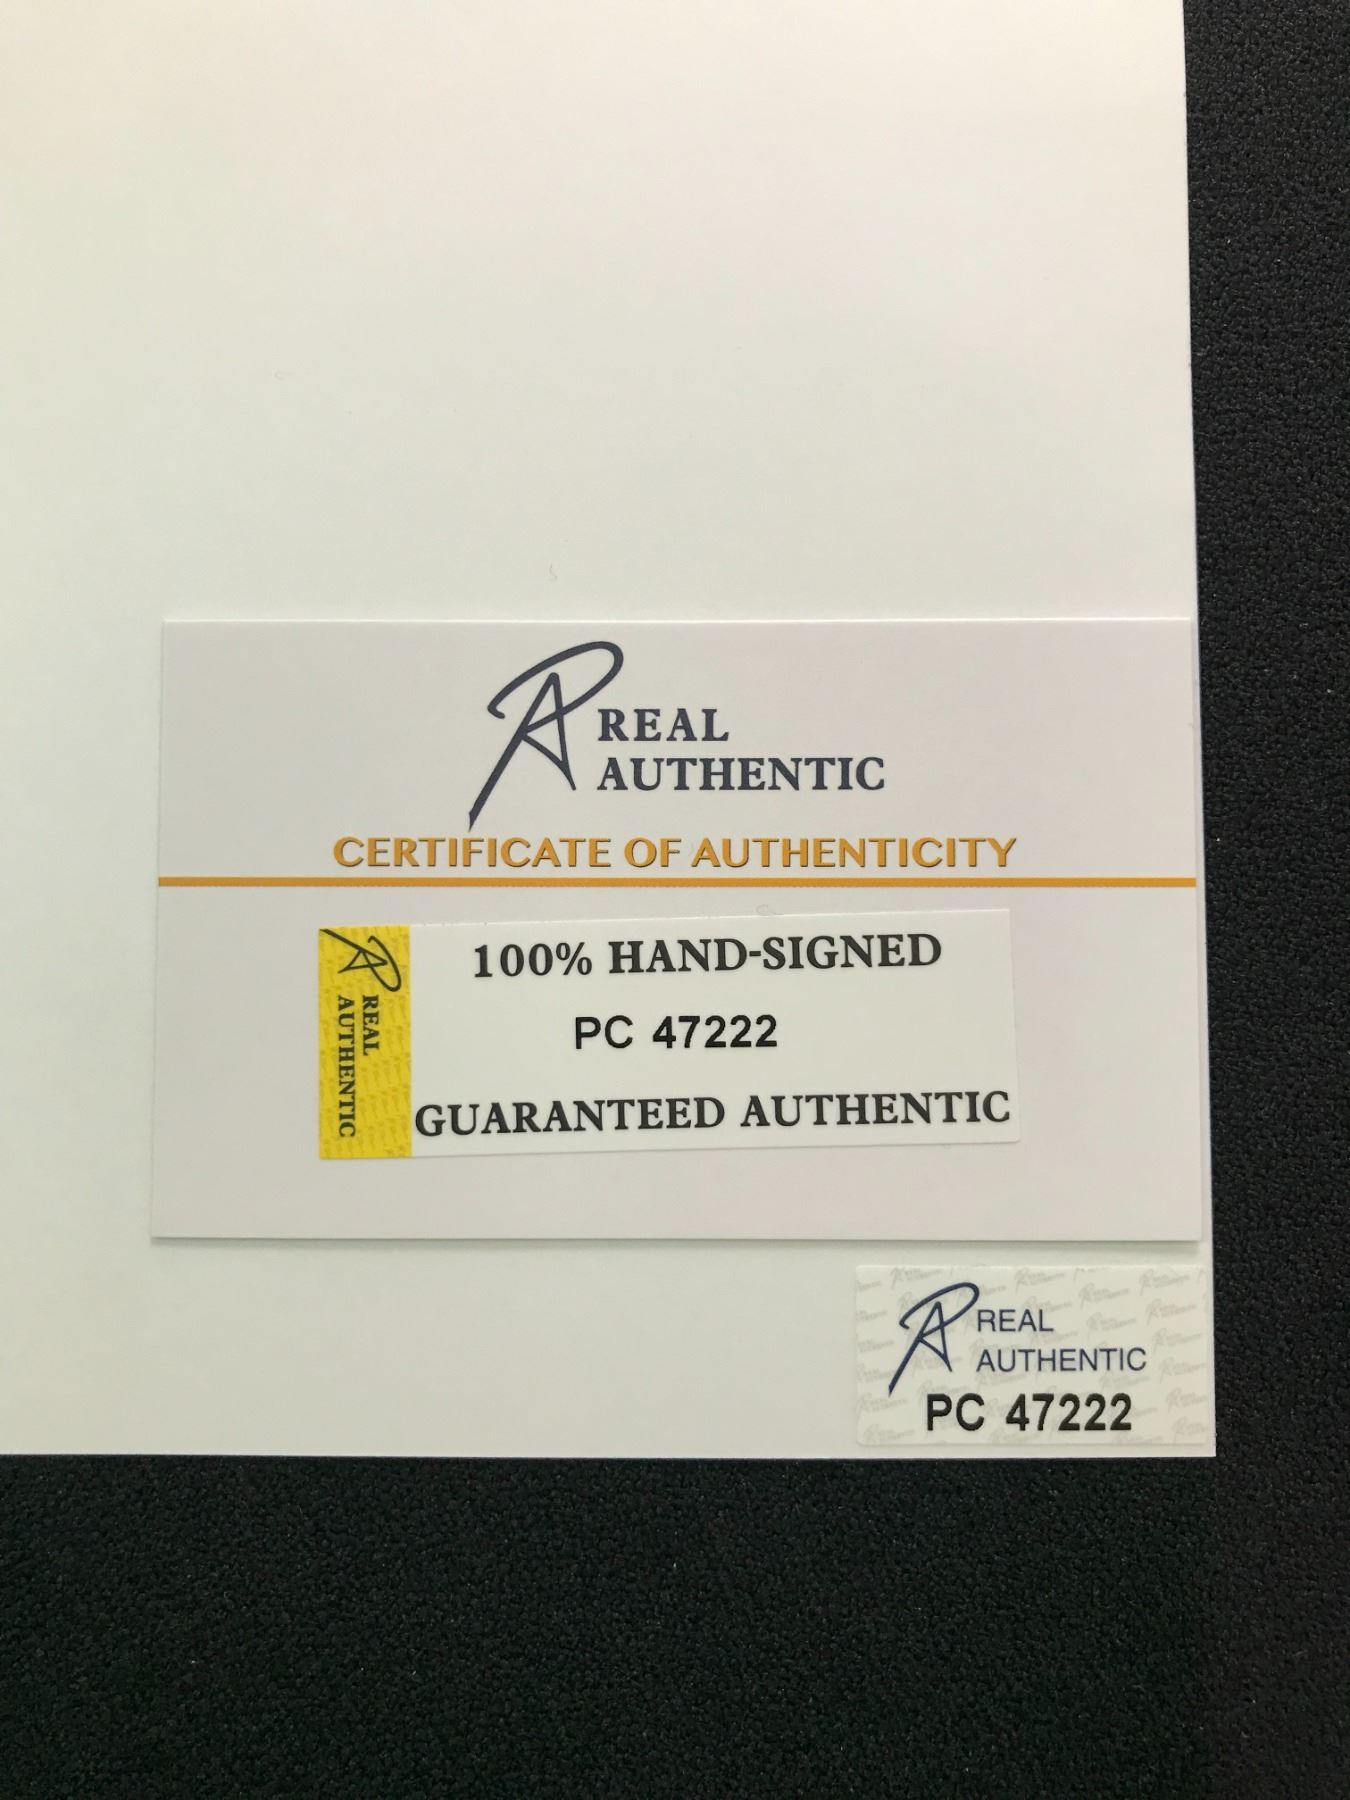 REAL
AUTHENTIC
CERTIFICATE OF AUTHENTICITY
REAL
AUTHENTIC
100% HAND-SIGNED
PC 47222
GUARANTEED AUTHENTIC
REAL
AUTHENTIC
PC 47222